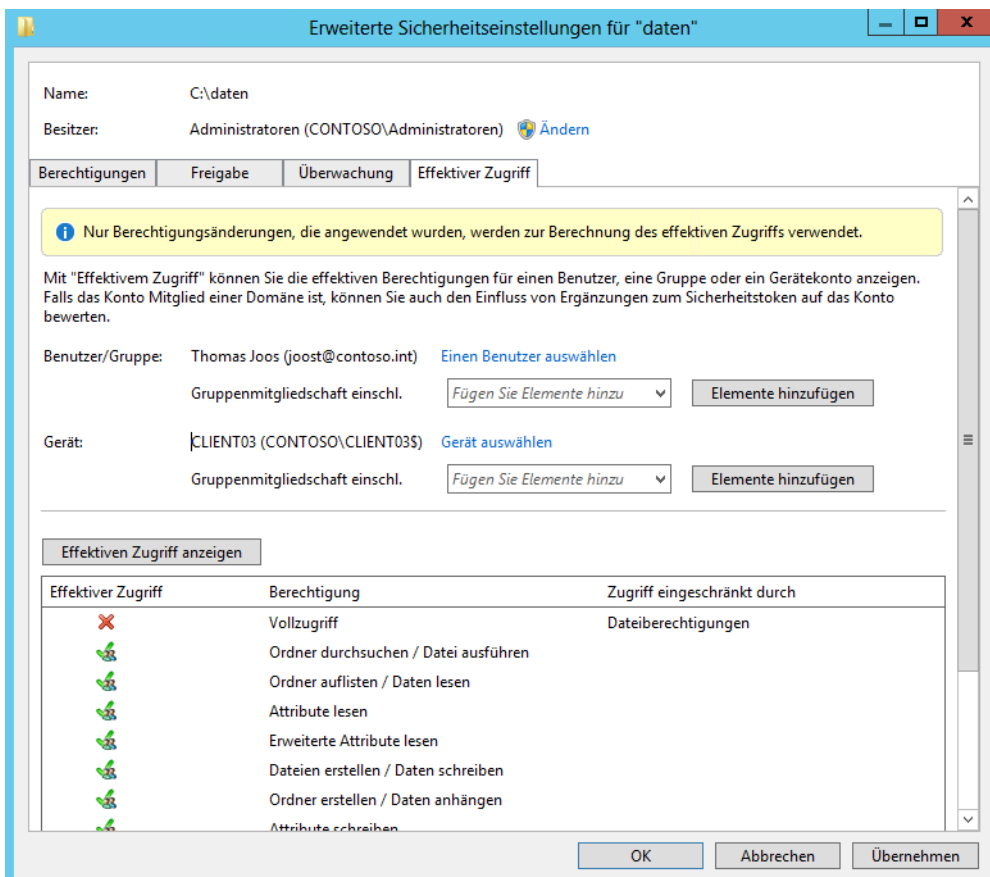 Erweiterte Sicherheitseinstellungen für "daten"
Name: C:\daten
Besitzer: Administratoren (CONTOSO\Administratoren) Ändern
Berechtigungen Freigabe Überwachung Effektiver Zugriff
Nur Berechtigungsänderungen, die angewendet wurden, werden zur Berechnung des effektiven Zugriffs verwendet.
Mit "Effektivem Zugriff" können Sie die effektiven Berechtigungen für einen Benutzer, eine Gruppe oder ein Gerätekonto anzeigen.
Falls das Konto Mitglied einer Domäne ist, können Sie auch den Einfluss von Ergänzungen zum Sicherheitstoken auf das Konto
bewerten.
Benutzer/Gruppe: Thomas Joos (joost@contoso.int) Einen Benutzer auswählen
Gruppenmitgliedschaft einschl. Fügen Sie Elemente hinzu Elemente hinzufügen
Gerät: CLIENT03 (CONTOSO\CLIENT03$) Gerät auswählen
Gruppenmitgliedschaft einschl. Fügen Sie Elemente hinzu Elemente hinzufügen
Effektiven Zugriff anzeigen
Effektiver Zugriff Berechtigung Zugriff eingeschränkt durch
Vollzugriff Dateiberechtigungen
Ordner durchsuchen / Datei ausführen
Ordner auflisten / Daten lesen
Attribute lesen
Erweiterte Attribute lesen
Dateien erstellen / Daten schreiben
Ordner erstellen / Daten anhängen
Attribute schreiben
OK Abbrechen Übernehmen